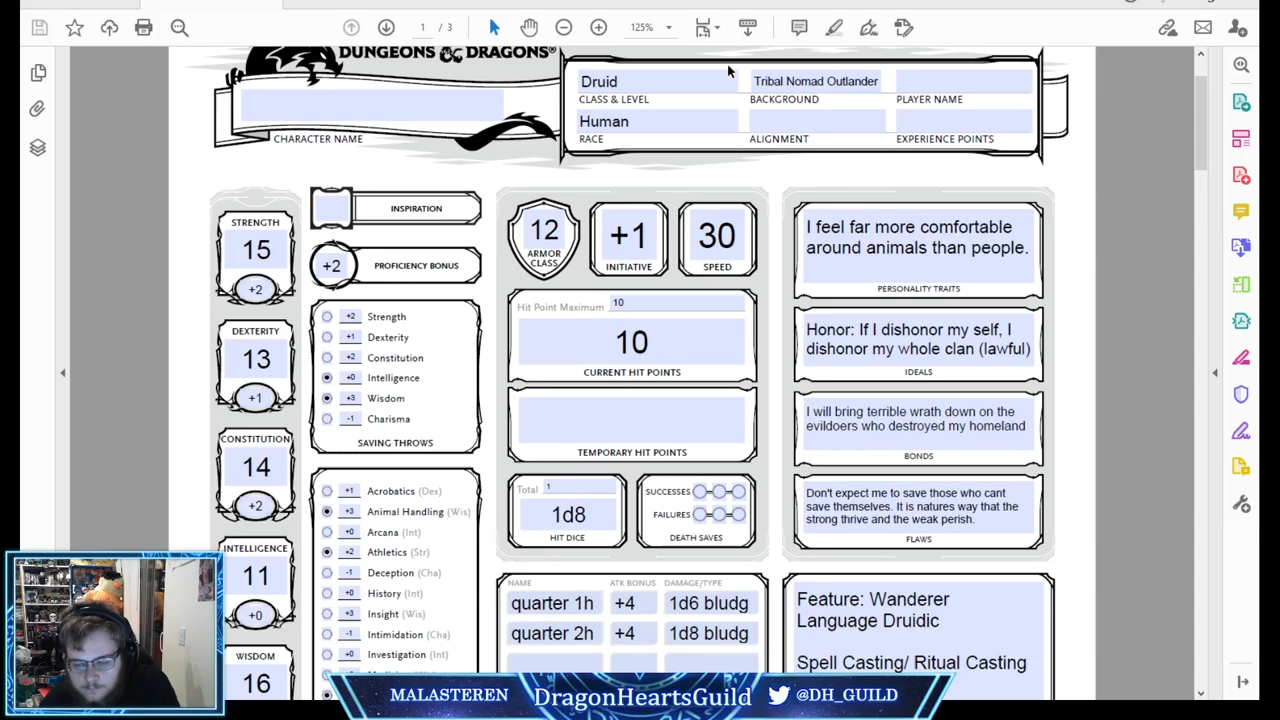 1 / 3
125%
DUNGEONS & DRAGONS®
CHARACTER NAME
Druid
Tribal Nomad Outlander
CLASS & LEVEL
BACKGROUND
PLAYER NAME
Human
RACE
ALIGNMENT
EXPERIENCE POINTS
STRENGTH
15
+2
DEXTERITY
13
+1
CONSTITUTION
14
+2
INTELLIGENCE
11
+0
WISDOM
16
INSPIRATION
+2
PROFICIENCY BONUS
+2 Strength
+1 Dexterity
+2 Constitution
+0 Intelligence
+3 Wisdom
-1 Charisma
SAVING THROWS
+1 Acrobatics (Dex)
+3 Animal Handling (Wis)
+0 Arcana (Int)
+2 Athletics (Str)
-1 Deception (Cha)
+0 History (Int)
+3 Insight (Wis)
-1 Intimidation (Cha)
+0 Investigation (Int)
12
ARMOR
CLASS
+1
INITIATIVE
30
SPEED
Hit Point Maximum 10
10
CURRENT HIT POINTS
TEMPORARY HIT POINTS
Total 1
1d8
HIT DICE
SUCCESSES
FAILURES
DEATH SAVES
NAME ATK BONUS DAMAGE/TYPE
quarter 1h +4 1d6 bludg
quarter 2h +4 1d8 bludg
I feel far more comfortable
around animals than people.
PERSONALITY TRAITS
Honor: If I dishonor my self, I
dishonor my whole clan (lawful)
IDEALS
I will bring terrible wrath down on the
evildoers who destroyed my homeland
BONDS
Don't expect me to save those who cant
save themselves. It is natures way that the
strong thrive and the weak perish.
FLAWS
Feature: Wanderer
Language Druidic
Spell Casting/ Ritual Casting
MALASTEREN
DragonHeartsGuild
@DH_GUILD